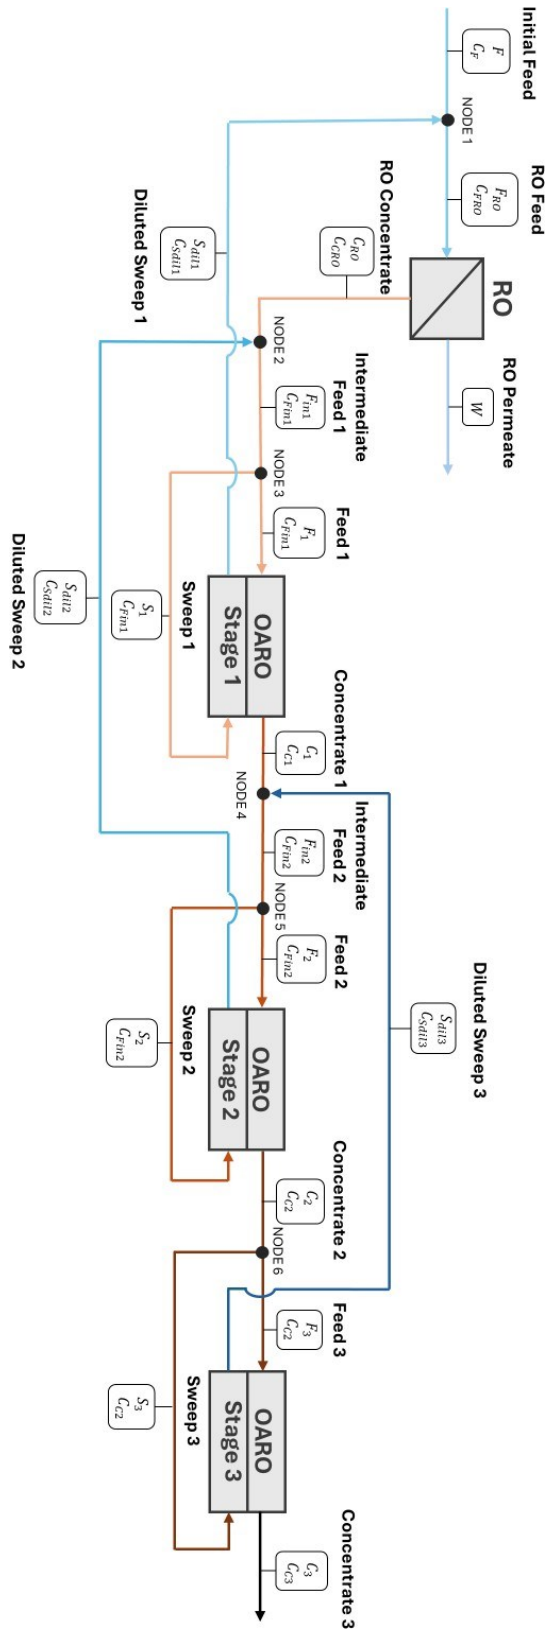 Initial Feed
F
C_F
NODE 1
RO Feed
F_RO
C_FRO
RO
RO Permeate
W
RO Concentrate
C_RO
C_CRO
Diluted Sweep 1
S_dil1
C_Sdil1
NODE 2
Intermediate
Feed 1
F_in1
C_Fin1
NODE 3
Feed 1
F_1
C_Fin1
OARO
Stage 1
Sweep 1
S_1
C_Fin1
Diluted Sweep 2
S_dil2
C_Sdil2
Concentrate 1
C_1
C_C1
NODE 4
Intermediate
Feed 2
F_in2
C_Fin2
NODE 5
Feed 2
F_2
C_Fin2
OARO
Stage 2
Sweep 2
S_2
C_Fin2
Diluted Sweep 3
S_dil3
C_Sdil3
Concentrate 2
C_2
C_C2
NODE 6
Feed 3
F_3
C_C2
OARO
Stage 3
Sweep 3
S_3
C_C2
Concentrate 3
C_3
C_C3